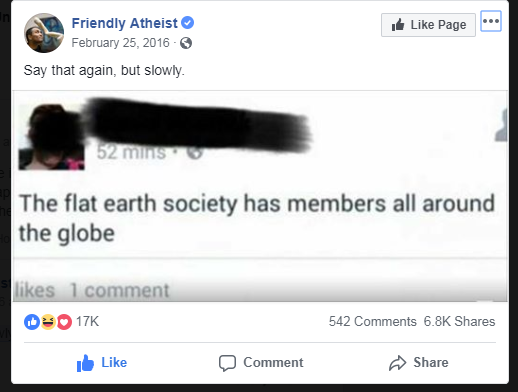 Friendly Atheist
Like Page
February 25, 2016 ·
Say that again, but slowly.
52 mins ·
The flat earth society has members all around
the globe
likes 1 comment
17K
542 Comments 6.8K Shares
Like
Comment
Share